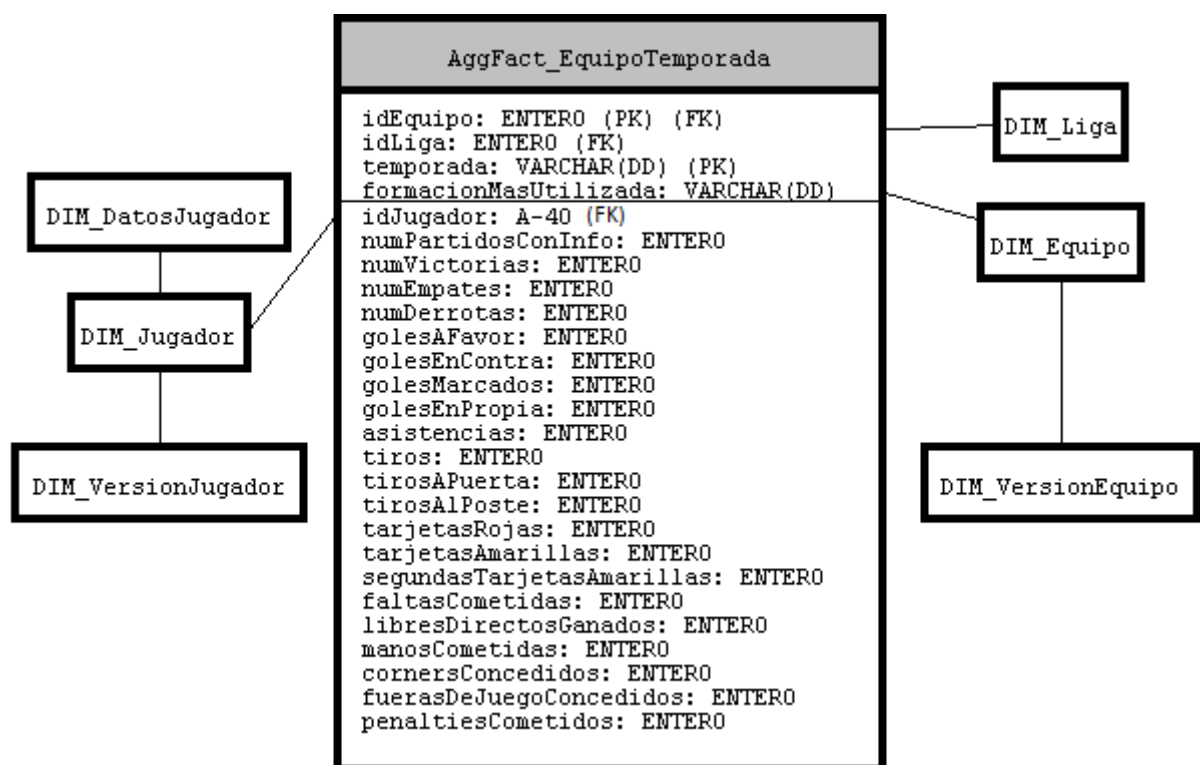 AggFact_EquipoTemporada
idEquipo: ENTERO (PK) (FK)
idLiga: ENTERO (FK)
temporada: VARCHAR(DD) (PK)
formacionMasUtilizada: VARCHAR(DD)
idJugador: A-40 (FK)
numPartidosConInfo: ENTERO
numVictorias: ENTERO
numEmpates: ENTERO
numDerrotas: ENTERO
golesAFavor: ENTERO
golesEnContra: ENTERO
golesMarcados: ENTERO
golesEnPropia: ENTERO
asistencias: ENTERO
tiros: ENTERO
tirosAPuerta: ENTERO
tirosAlPoste: ENTERO
tarjetasRojas: ENTERO
tarjetasAmarillas: ENTERO
segundasTarjetasAmarillas: ENTERO
faltasCometidas: ENTERO
libresDirectosGanados: ENTERO
manosCometidas: ENTERO
cornersConcedidos: ENTERO
fuerasDeJuegoConcedidos: ENTERO
penaltiesCometidos: ENTERO
DIM_DatosJugador
DIM_Jugador
DIM_VersionJugador
DIM_Liga
DIM_Equipo
DIM_VersionEquipo